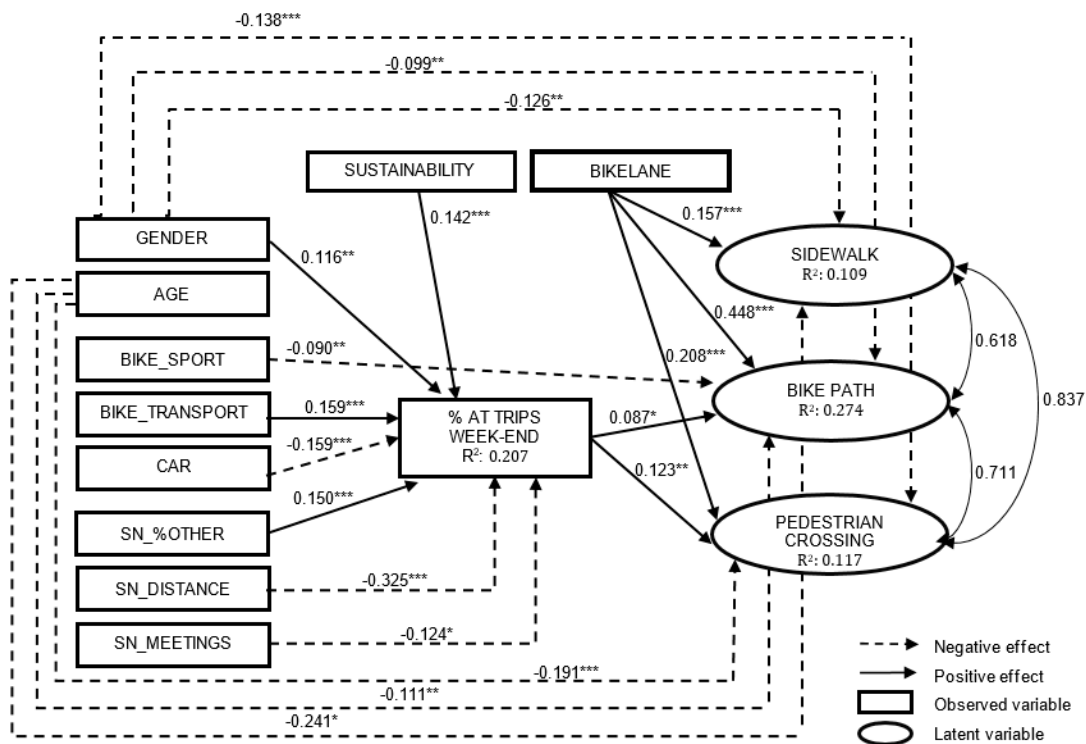 -0.138***
-0.099**
-0.126**
SUSTAINABILITY
BIKELANE
0.142***
0.157***
GENDER
0.116**
SIDEWALK
R²: 0.109
AGE
0.448***
0.208***
0.618
BIKE_SPORT
-0.090**
BIKE PATH
R²: 0.274
0.837
BIKE_TRANSPORT
0.159***
% AT TRIPS
WEEK-END
R²: 0.207
0.087*
CAR
-0.159***
0.123**
0.711
SN_%OTHER
0.150***
PEDESTRIAN
CROSSING
R²: 0.117
SN_DISTANCE
-0.325***
SN_MEETINGS
-0.124*
-0.191***
-0.111**
-0.241*
Negative effect
Positive effect
Observed variable
Latent variable